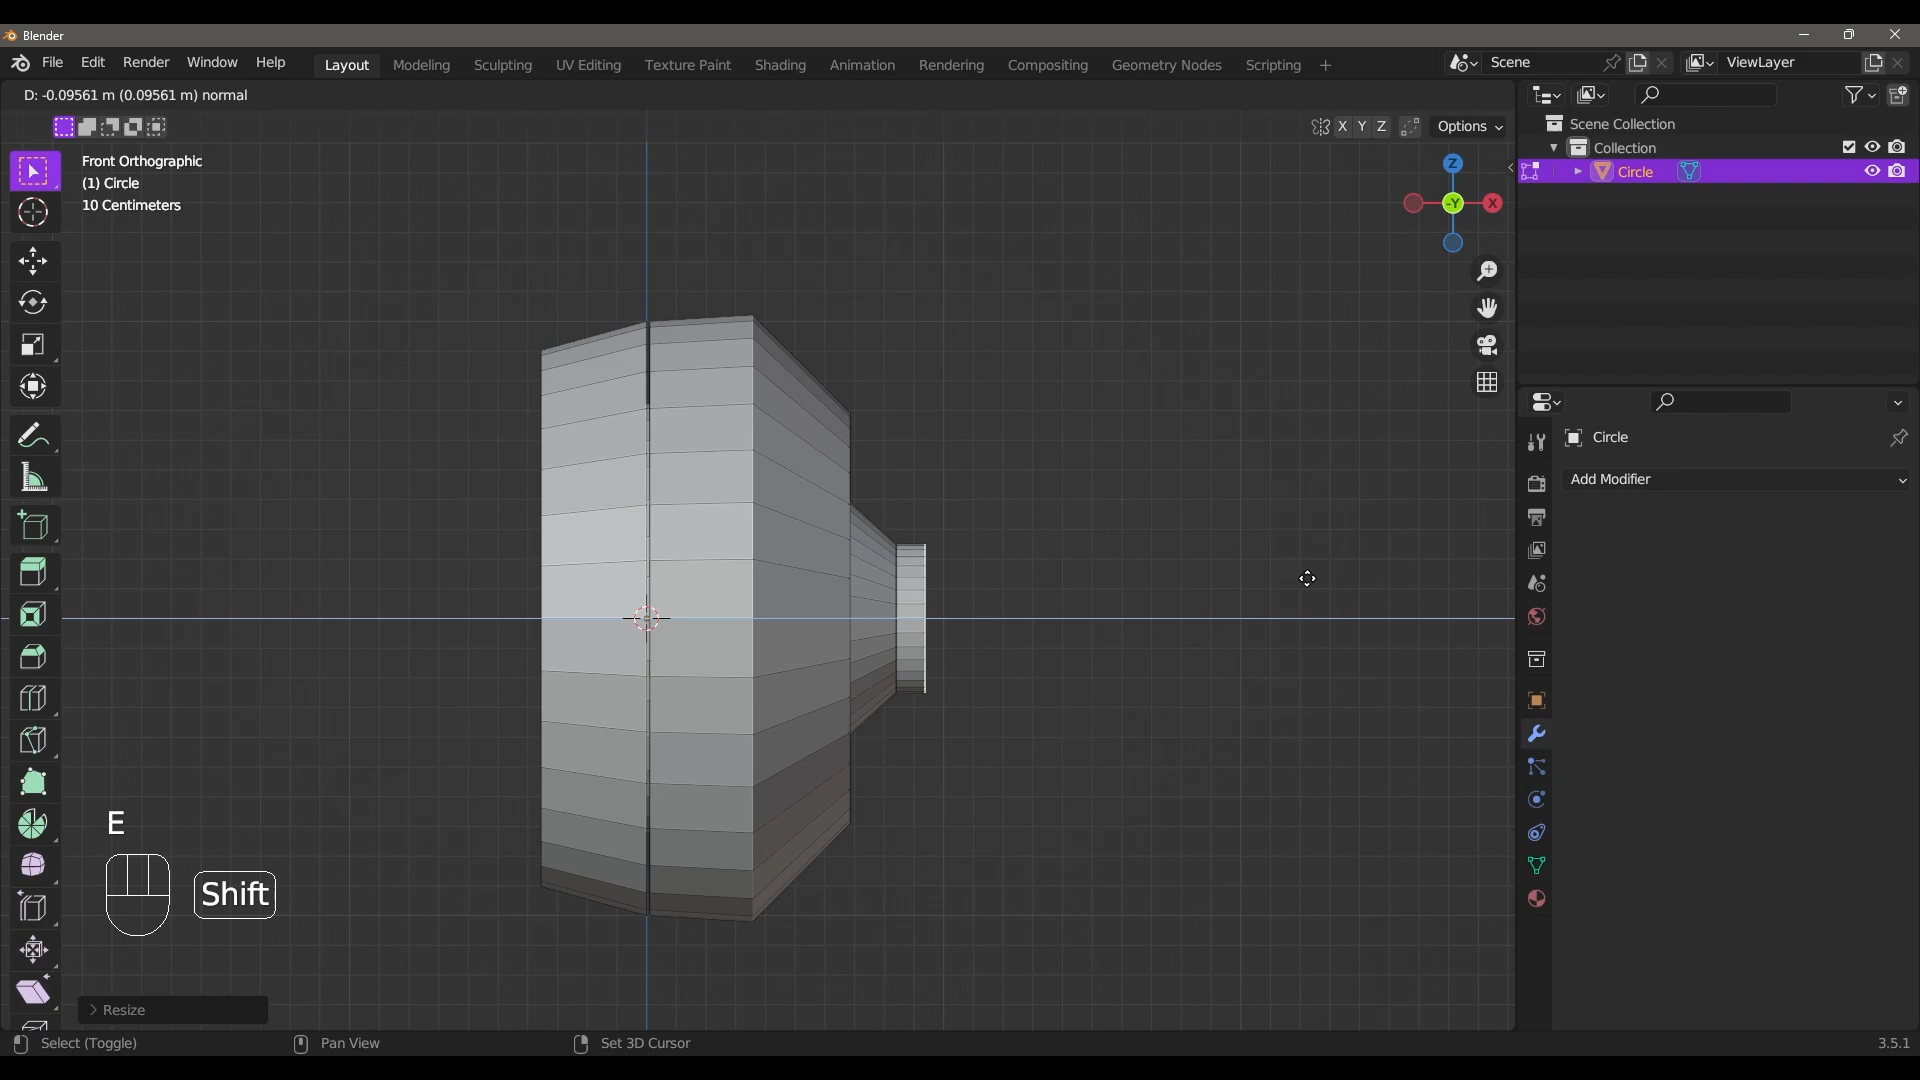 Blender
File Edit Render Window Help Layout Modeling Sculpting UV Editing Texture Paint Shading Animation Rendering Compositing Geometry Nodes Scripting + Scene ViewLayer
D: -0.09561 m (0.09561 m) normal
X Y Z Options
Front Orthographic
(1) Circle
10 Centimeters
Z
-Y
X
Scene Collection
Collection
Circle
Circle
Add Modifier
E
Shift
Resize
Select (Toggle) Pan View Set 3D Cursor 3.5.1